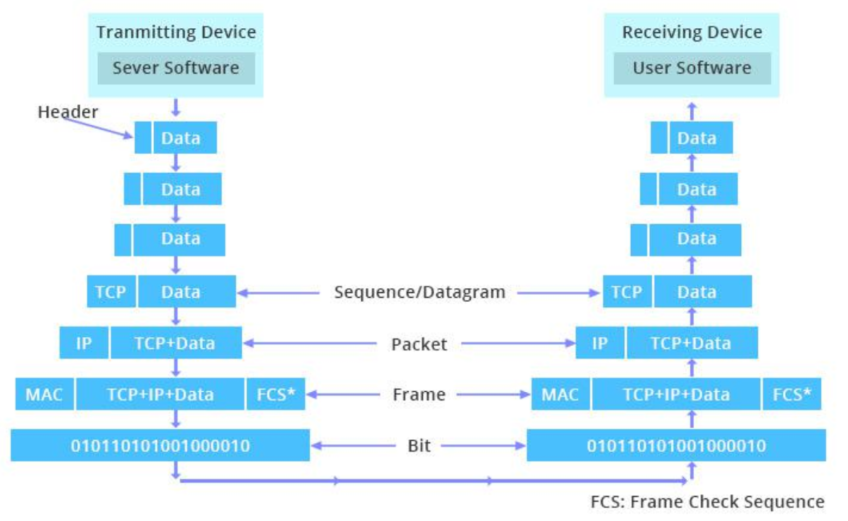 Tranmitting Device
Sever Software
Receiving Device
User Software
Header
Data
Data
Data
Data
Data
Data
TCP Data
Sequence/Datagram
TCP Data
IP TCP+Data
Packet
IP TCP+Data
MAC TCP+IP+Data FCS*
Frame
MAC TCP+IP+Data FCS*
010110101001000010
Bit
010110101001000010
FCS: Frame Check Sequence